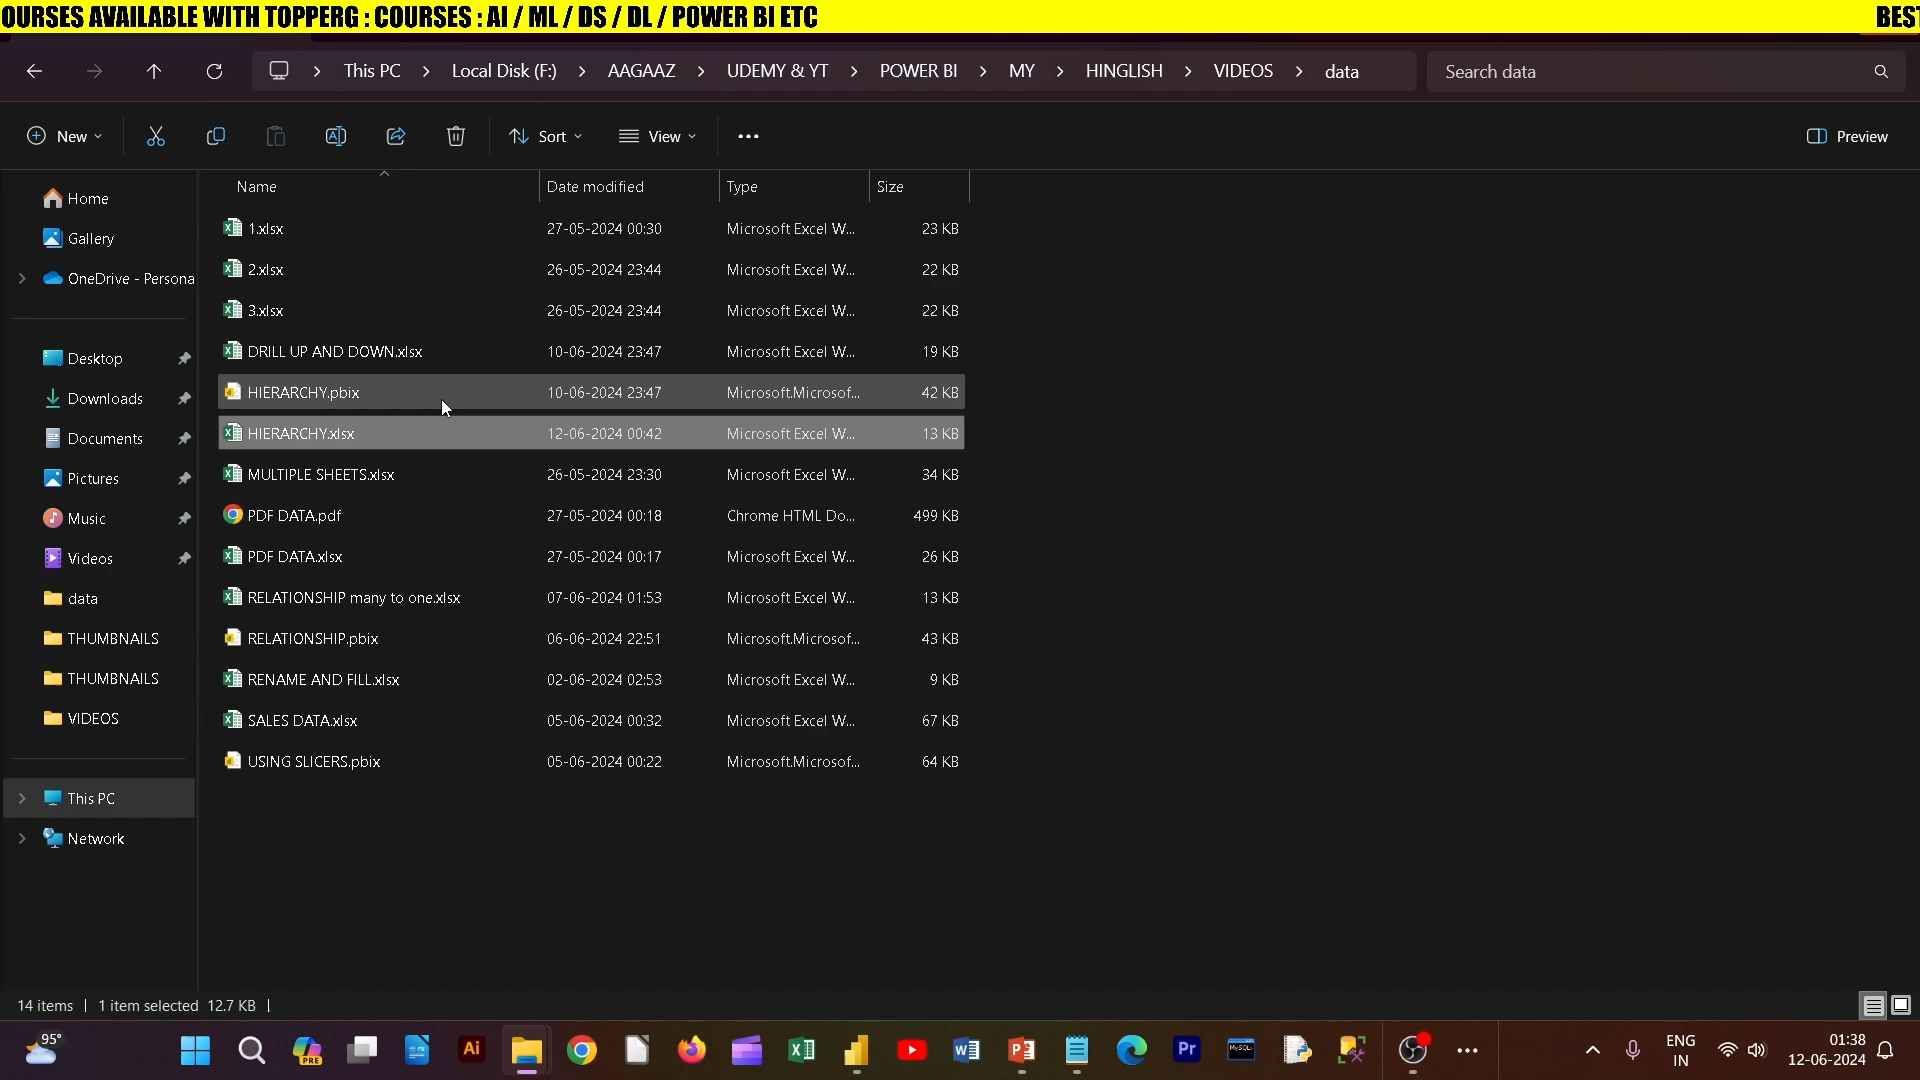 OURSES AVAILABLE WITH TOPPERG : COURSES : AI / ML / DS / DL / POWER BI ETC BEST
This PC > Local Disk (F:) > AAGAAZ > UDEMY & YT > POWER BI > MY > HINGLISH > VIDEOS > data Search data
New Sort View Preview
Name Date modified Type Size
1.xlsx 27-05-2024 00:30 Microsoft Excel W... 23 KB
2.xlsx 26-05-2024 23:44 Microsoft Excel W... 22 KB
3.xlsx 26-05-2024 23:44 Microsoft Excel W... 22 KB
DRILL UP AND DOWN.xlsx 10-06-2024 23:47 Microsoft Excel W... 19 KB
HIERARCHY.pbix 10-06-2024 23:47 Microsoft.Microsof... 42 KB
HIERARCHY.xlsx 12-06-2024 00:42 Microsoft Excel W... 13 KB
MULTIPLE SHEETS.xlsx 26-05-2024 23:30 Microsoft Excel W... 34 KB
PDF DATA.pdf 27-05-2024 00:18 Chrome HTML Do... 499 KB
PDF DATA.xlsx 27-05-2024 00:17 Microsoft Excel W... 26 KB
RELATIONSHIP many to one.xlsx 07-06-2024 01:53 Microsoft Excel W... 13 KB
RELATIONSHIP.pbix 06-06-2024 22:51 Microsoft.Microsof... 43 KB
RENAME AND FILL.xlsx 02-06-2024 02:53 Microsoft Excel W... 9 KB
SALES DATA.xlsx 05-06-2024 00:32 Microsoft Excel W... 67 KB
USING SLICERS.pbix 05-06-2024 00:22 Microsoft.Microsof... 64 KB
Home
Gallery
OneDrive - Persona
Desktop
Downloads
Documents
Pictures
Music
Videos
data
THUMBNAILS
THUMBNAILS
VIDEOS
This PC
Network
14 items | 1 item selected 12.7 KB |
95° PRE Ai W P Pr MySQL ENG IN 01:38
12-06-2024